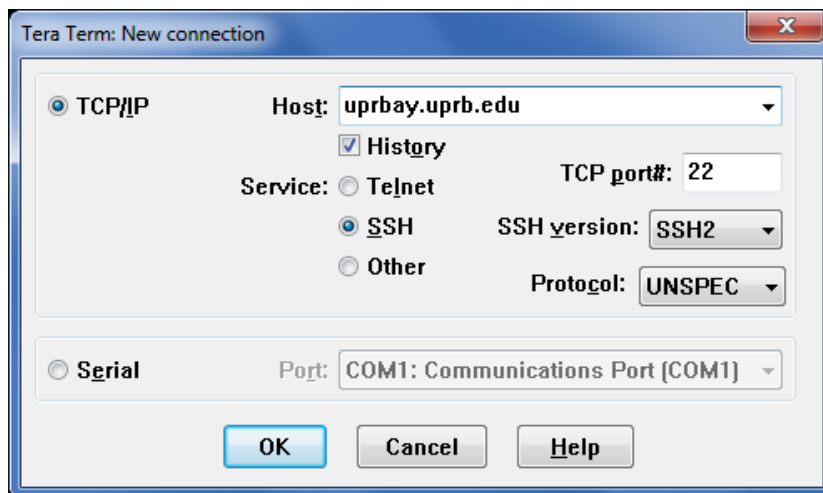 Tera Term: New connection
TCP/IP Host: uprbay.uprb.edu
History
Service: Telnet TCP port#: 22
SSH SSH version: SSH2
Other Protocol: UNSPEC
Serial Port: COM1: Communications Port (COM1)
OK Cancel Help